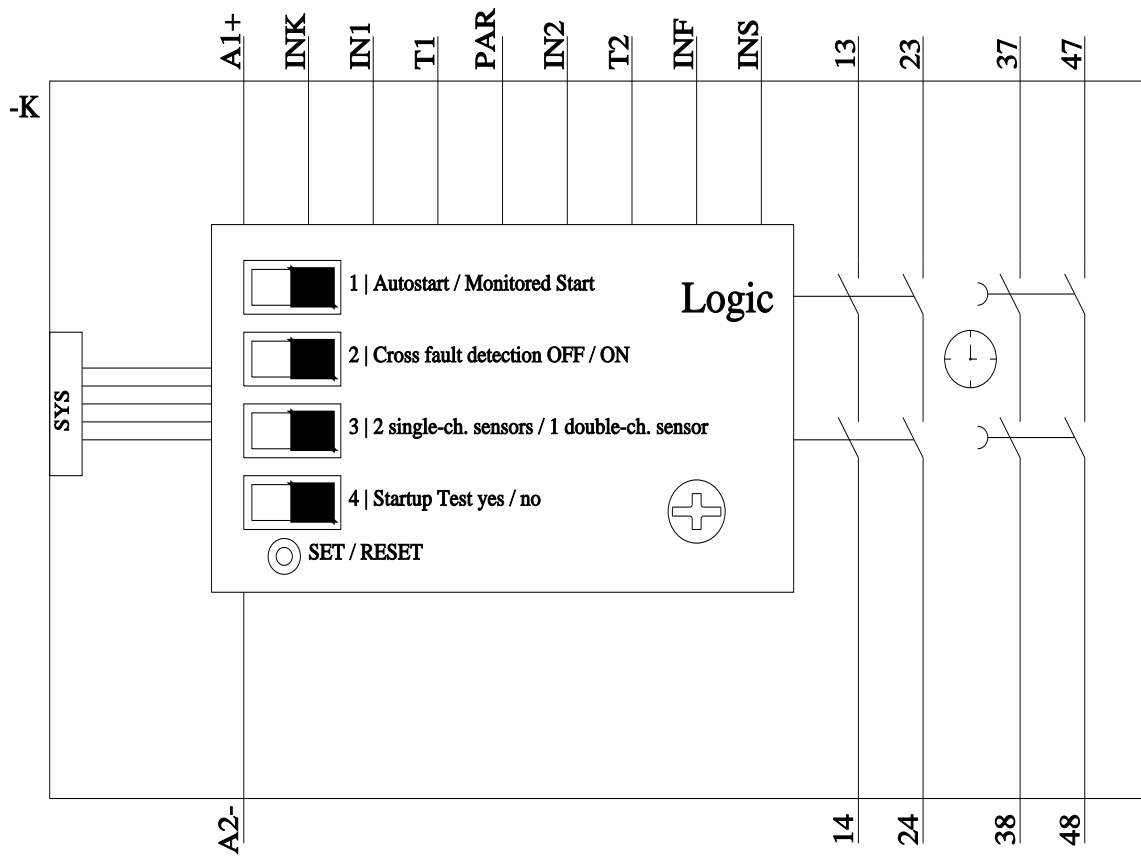 A1+
INK
IN1
T1
PAR
IN2
T2
INF
INS
13
23
37
47
-K
1 | Autostart / Monitored Start
Logic
2 | Cross fault detection OFF / ON
SYS
3 | 2 single-ch. sensors / 1 double-ch. sensor
4 | Startup Test yes / no
SET / RESET
A2-
14
24
38
48